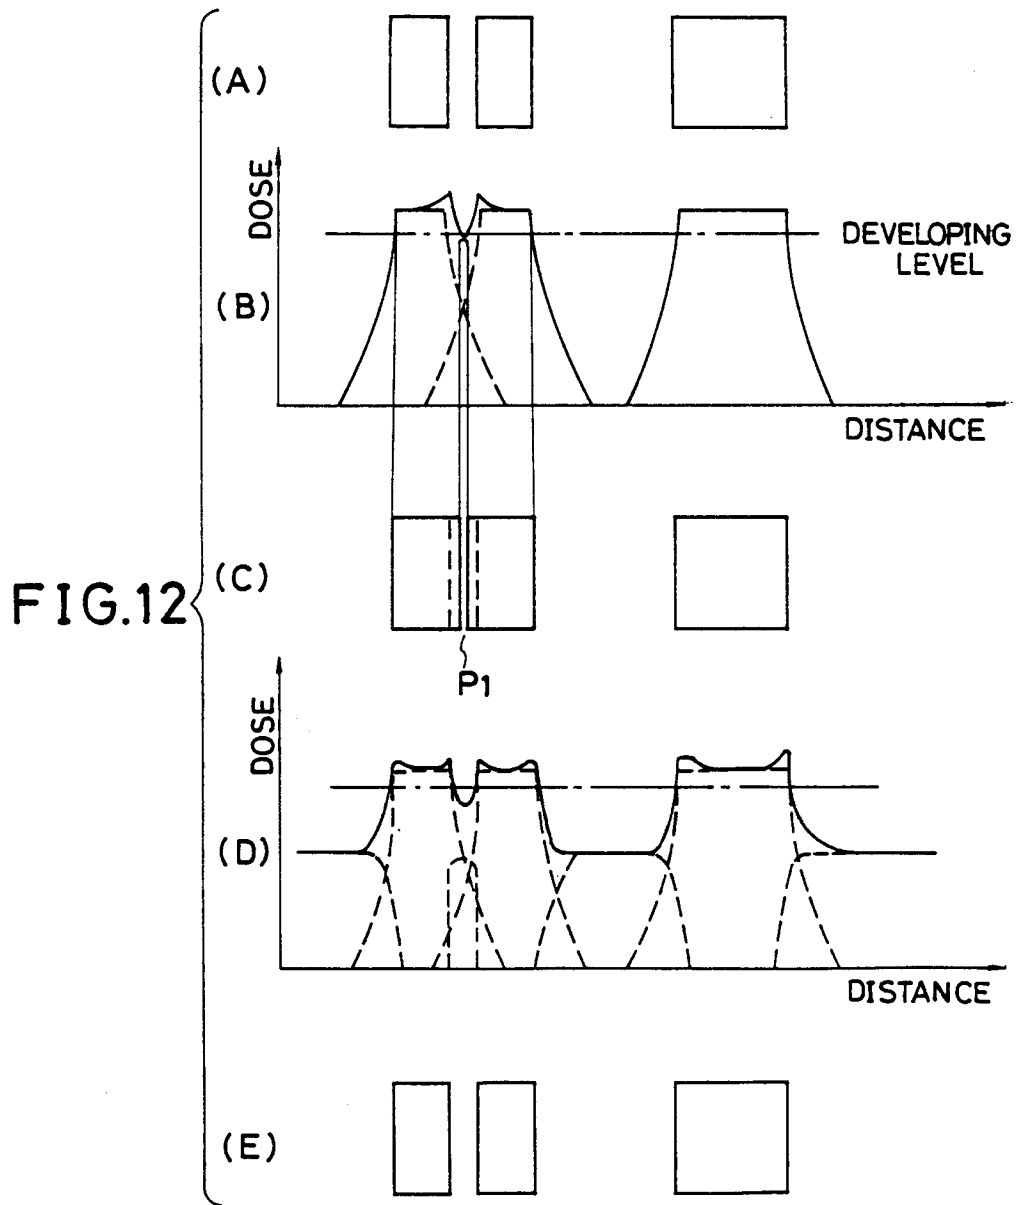 (A)
DOSE
DEVELOPING
LEVEL
(B)
DISTANCE
FIG.12
(C)
P1
DOSE
(D)
DISTANCE
(E)